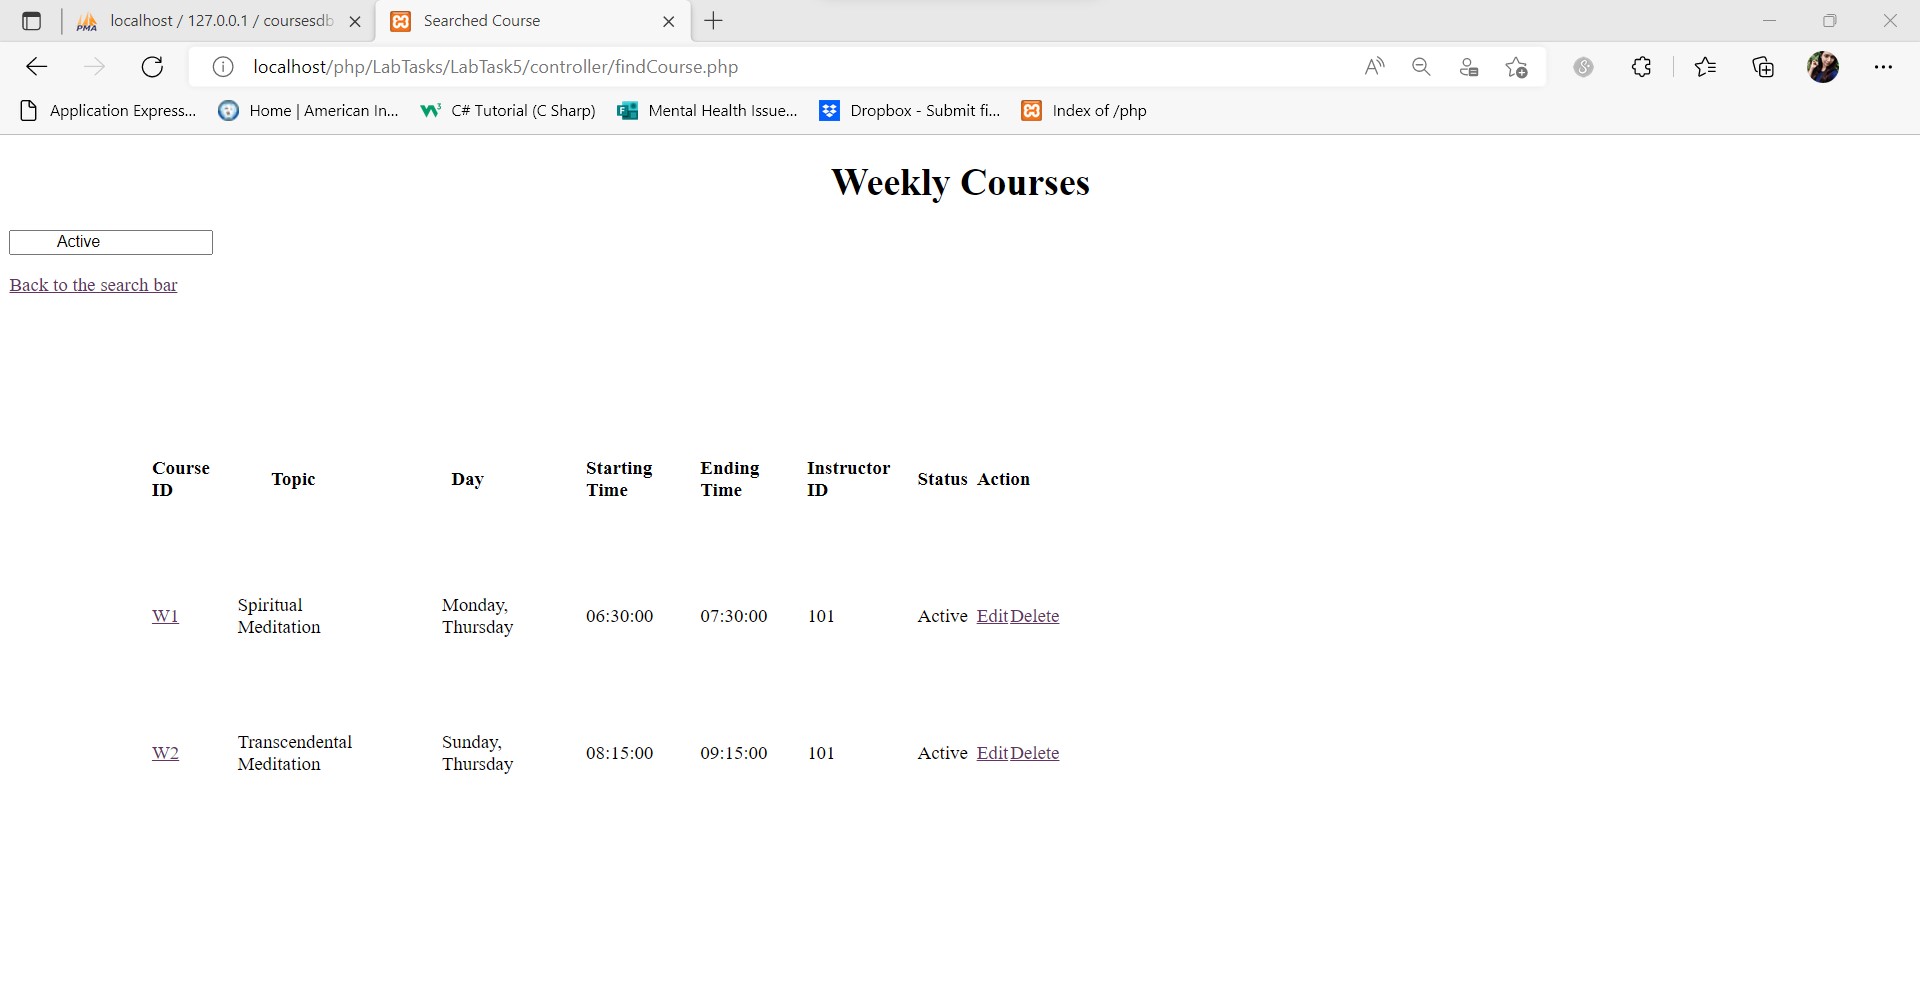 PMA localhost / 127.0.0.1 / coursesdb
Searched Course
localhost/php/LabTasks/LabTask5/controller/findCourse.php
Application Express...
Home | American In...
C# Tutorial (C Sharp)
Mental Health Issue...
Dropbox - Submit fi...
Index of /php
Weekly Courses
Active
Back to the search bar
Course ID Topic Day Starting Time Ending Time Instructor ID Status Action
W1 Spiritual Meditation Monday, Thursday 06:30:00 07:30:00 101 Active Edit Delete
W2 Transcendental Meditation Sunday, Thursday 08:15:00 09:15:00 101 Active Edit Delete